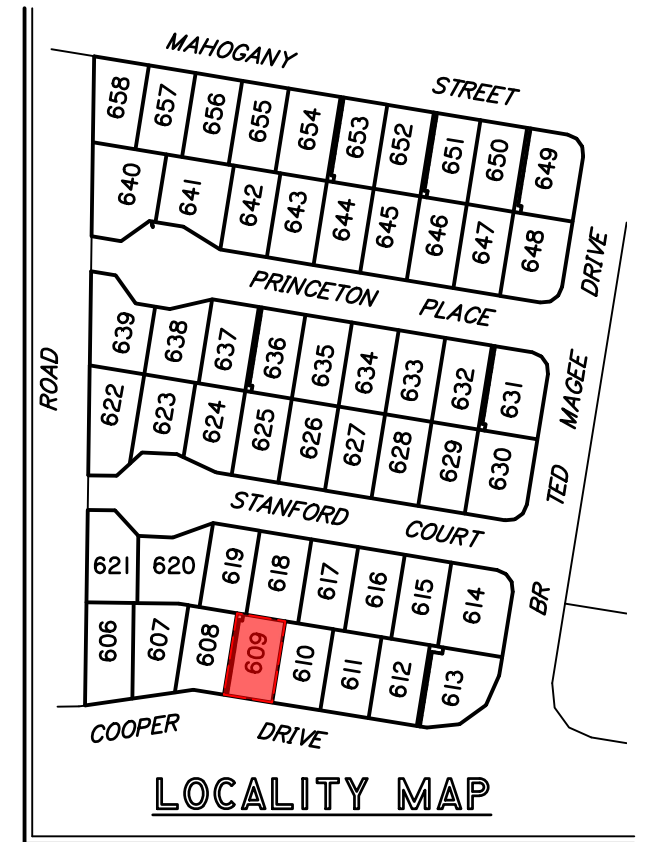 MAHOGANY STREET
658 657 656 655 654 653 652 651 650 649
640 641 642 643 644 645 646 647 648
PRINCETON PLACE
639 638 637 636 635 634 633 632 631
622 623 624 625 626 627 628 629 630
STANFORD COURT
621 620 619 618 617 616 615 614
606 607 608 609 610 611 612 613
COOPER DRIVE
ROAD
BR TED MAGEE DRIVE
LOCALITY MAP